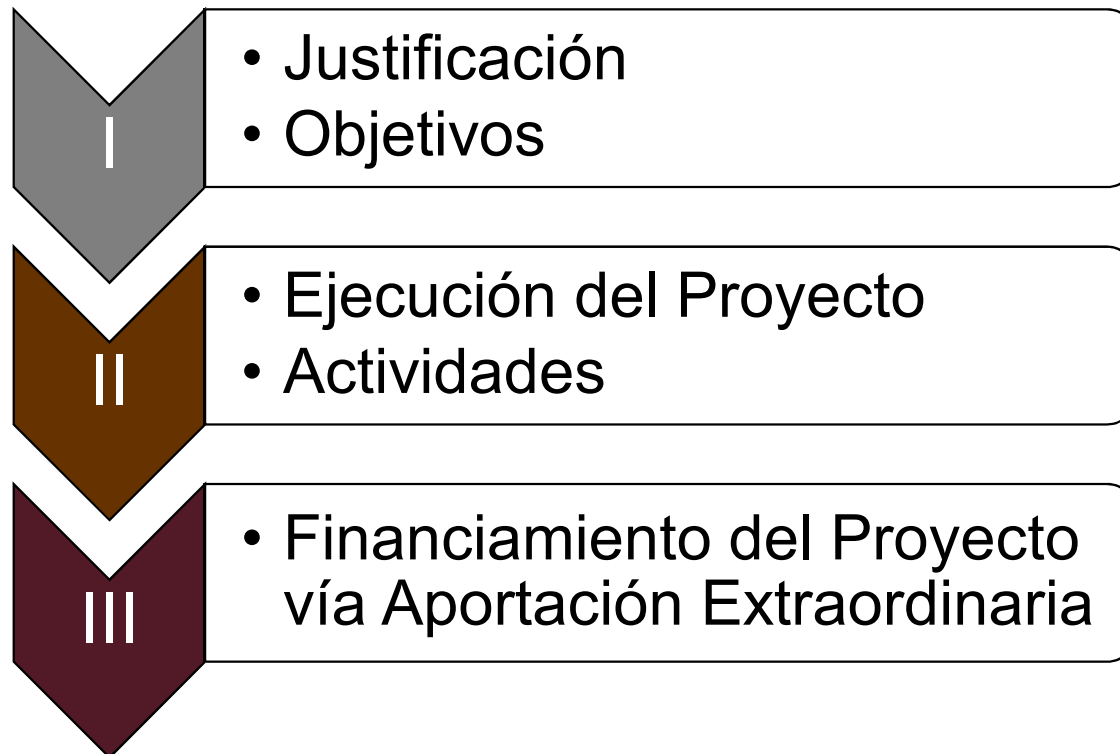 I
• Justificación
• Objetivos
II
• Ejecución del Proyecto
• Actividades
III
• Financiamiento del Proyecto
vía Aportación Extraordinaria